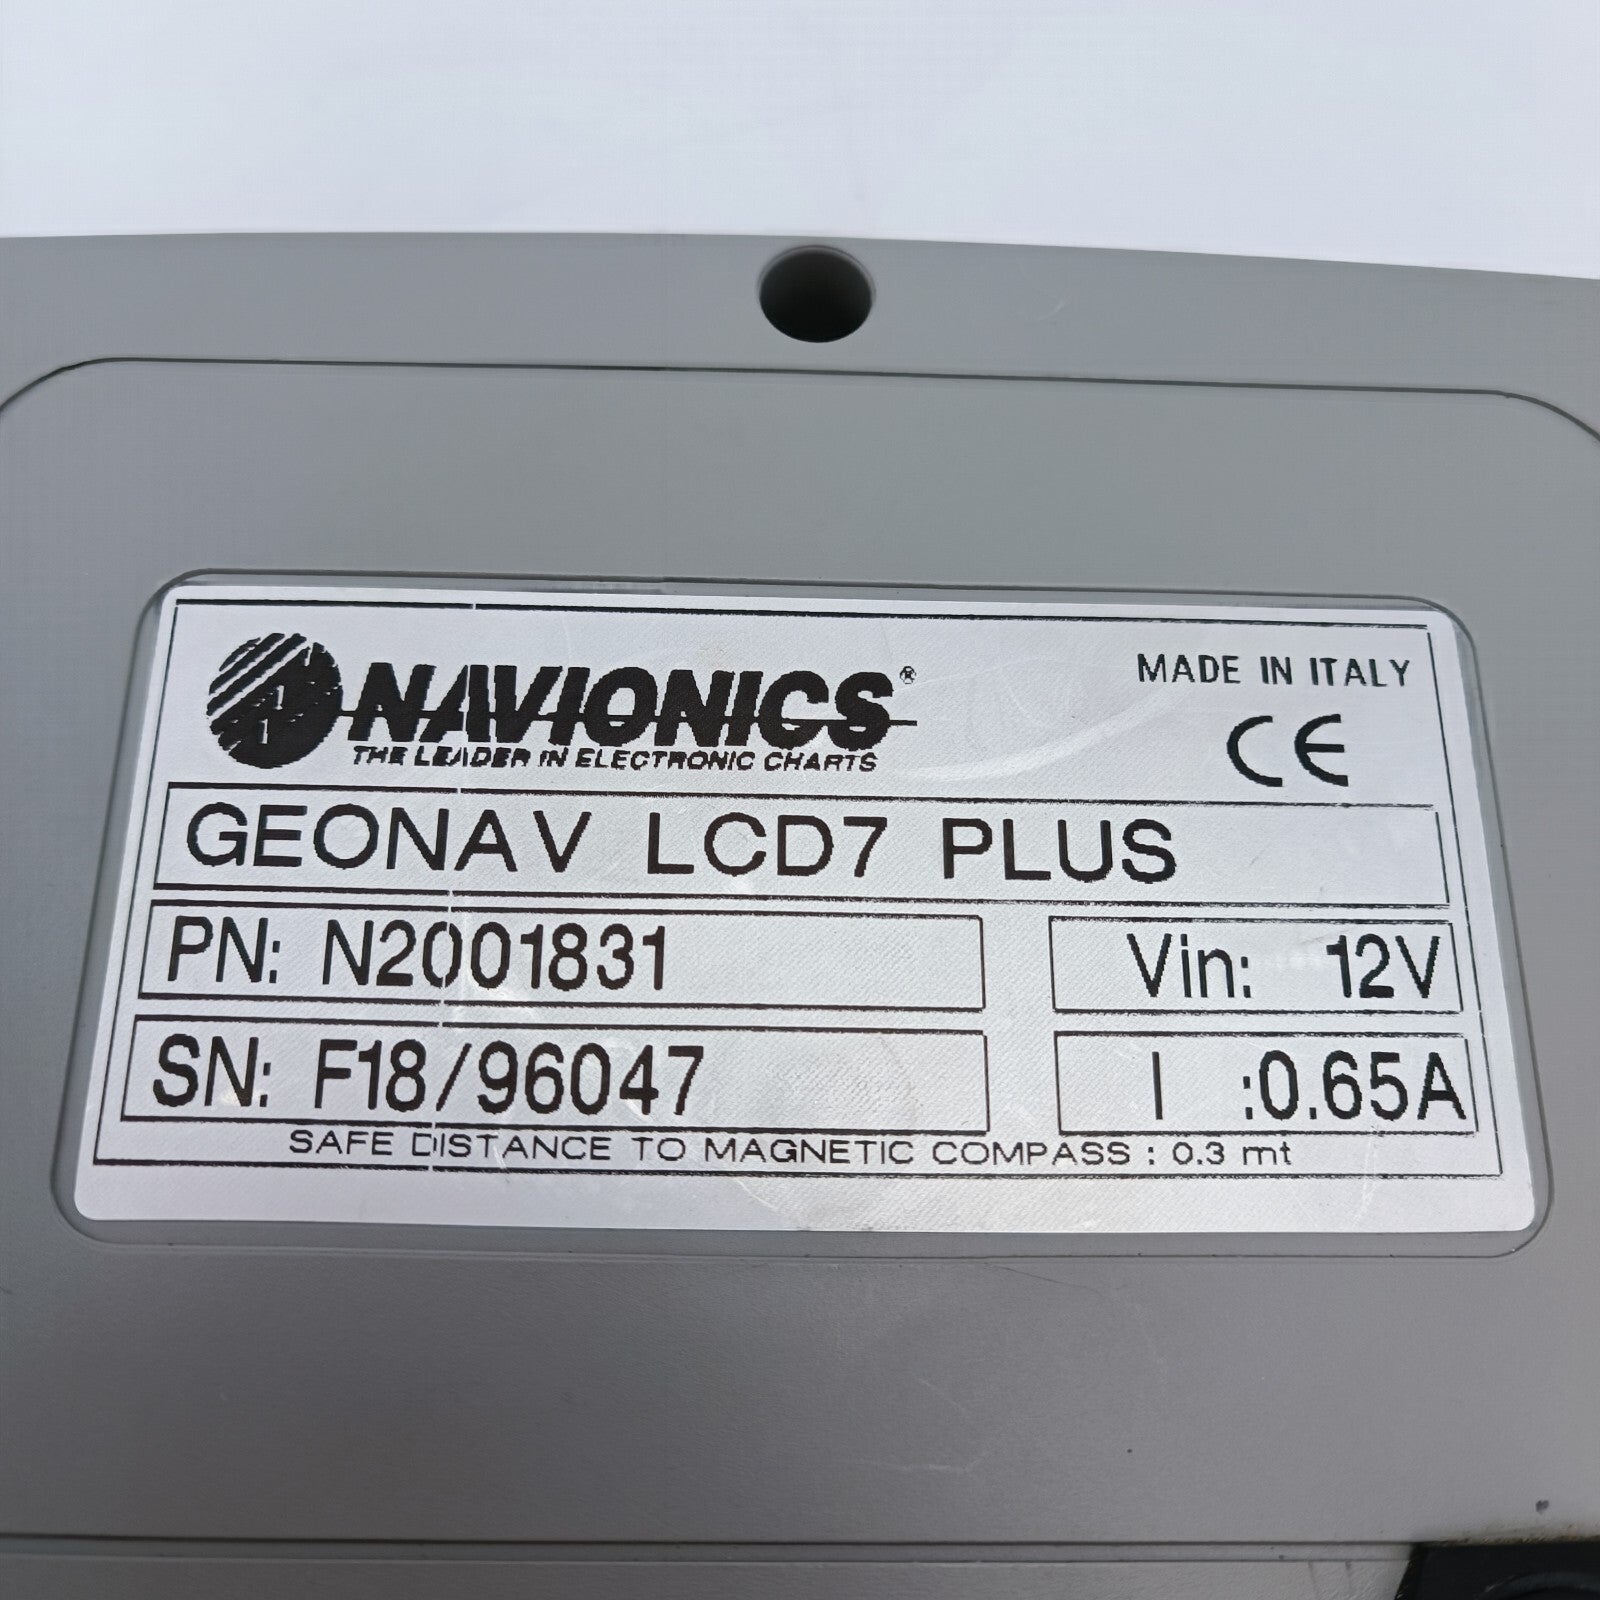 NAVIONICS®
THE LEADER IN ELECTRONIC CHARTS
MADE IN ITALY
CE
GEONAV LCD7 PLUS
PN: N2001831
Vin: 12V
SN: F18/96047
I :0.65A
SAFE DISTANCE TO MAGNETIC COMPASS : 0.3 mt